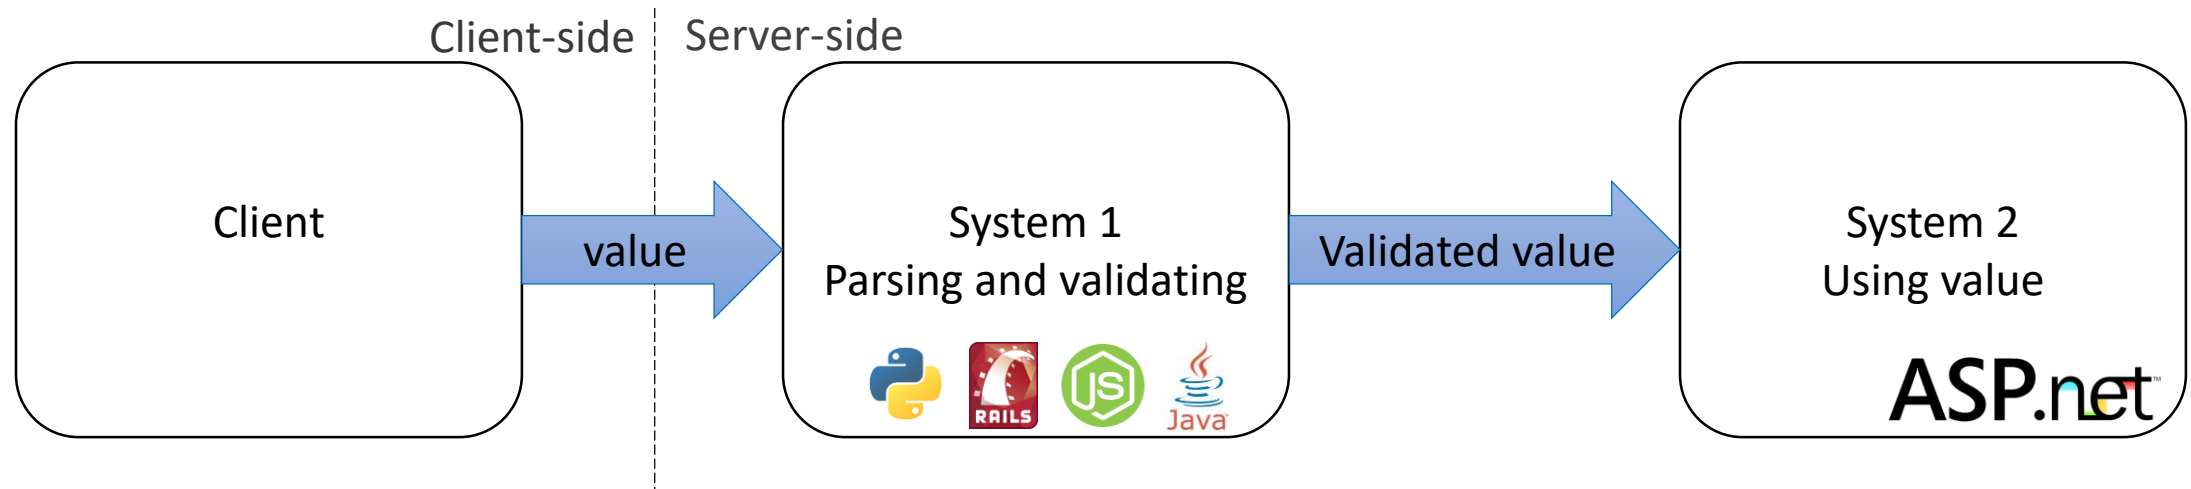 Client-side
Server-side
Client
value
System 1
Parsing and validating
RAILS
JS
Java
Validated value
System 2
Using value
ASP.net™